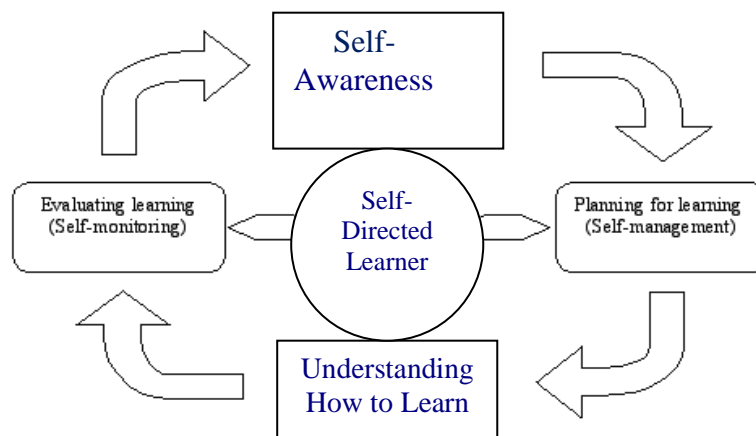 Self-
Awareness
Evaluating learning
(Self-monitoring)
Self-
Directed
Learner
Planning for learning
(Self-management)
Understanding
How to Learn